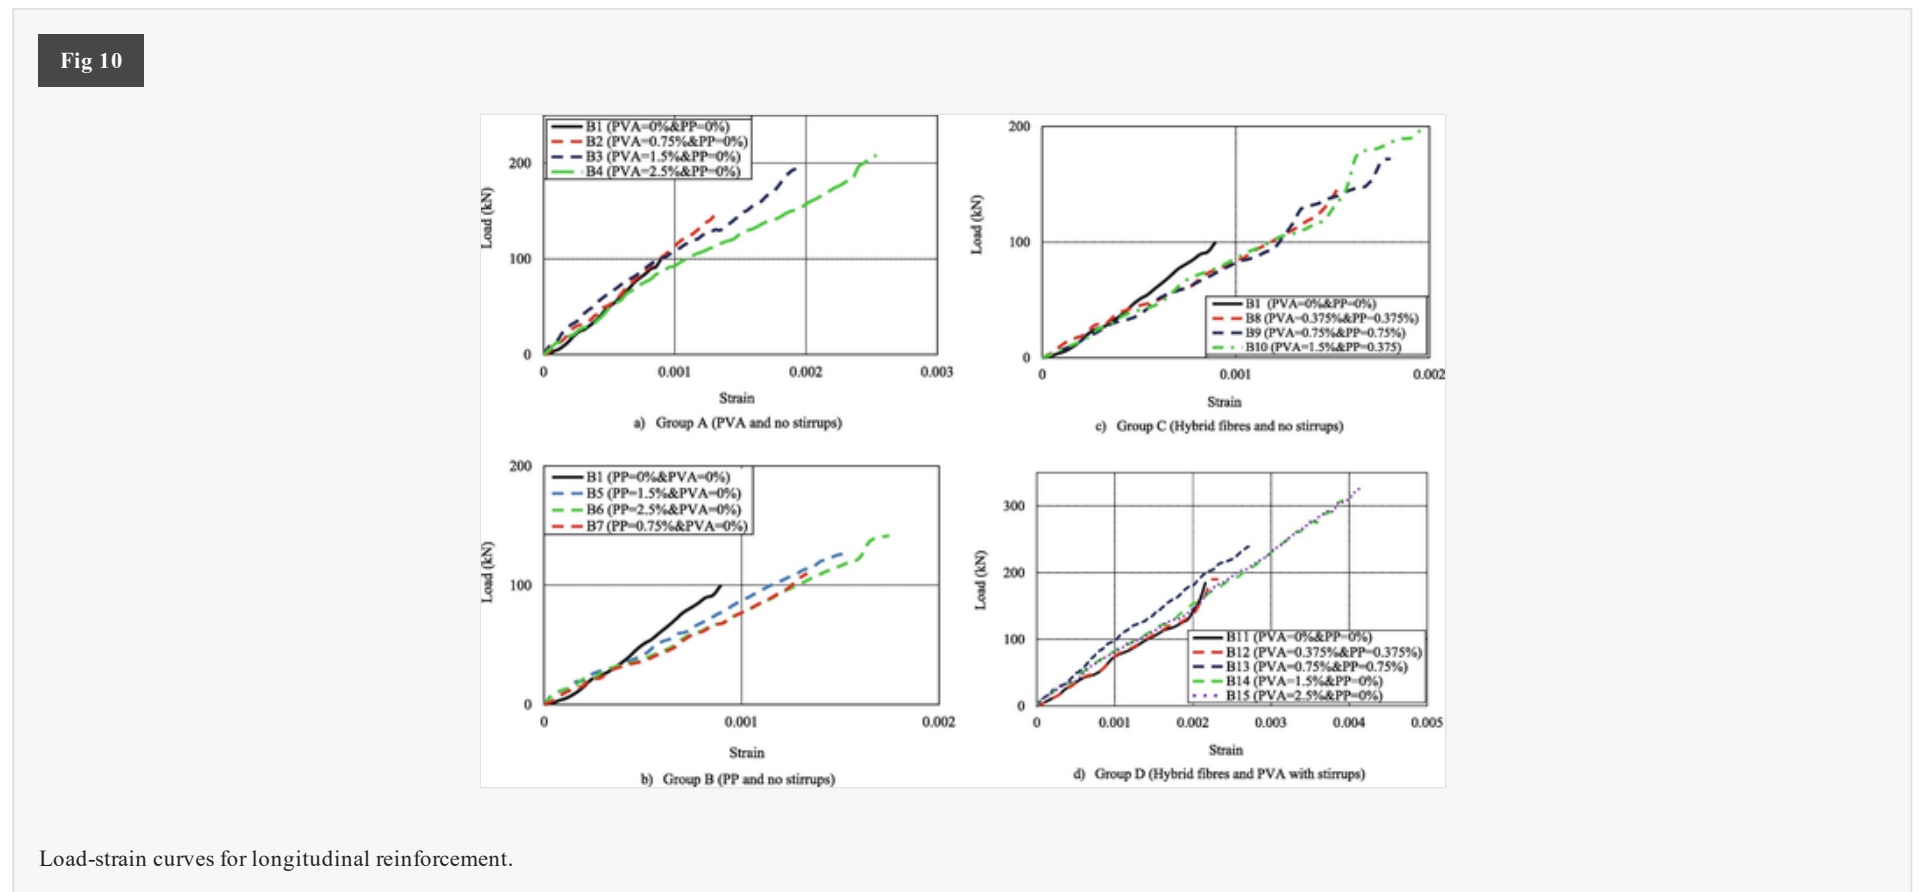 Fig 10
B1 (PVA=0%&PP=0%)
B2 (PVA=0.75%&PP=0%)
B3 (PVA=1.5%&PP=0%)
B4 (PVA=2.5%&PP=0%)
200
100
0
Load (kN)
0 0.001 0.002 0.003
Strain
a) Group A (PVA and no stirrups)
200
100
0
Load (kN)
B1 (PVA=0%&PP=0%)
B8 (PVA=0.375%&PP=0.375%)
B9 (PVA=0.75%&PP=0.75%)
B10 (PVA=1.5%&PP=0.375)
0 0.001 0.002
Strain
c) Group C (Hybrid fibres and no stirrups)
200
100
0
Load (kN)
B1 (PP=0%&PVA=0%)
B5 (PP=1.5%&PVA=0%)
B6 (PP=2.5%&PVA=0%)
B7 (PP=0.75%&PVA=0%)
0 0.001 0.002
Strain
b) Group B (PP and no stirrups)
300
200
100
0
Load (kN)
B11 (PVA=0%&PP=0%)
B12 (PVA=0.375%&PP=0.375%)
B13 (PVA=0.75%&PP=0.75%)
B14 (PVA=1.5%&PP=0%)
B15 (PVA=2.5%&PP=0%)
0 0.001 0.002 0.003 0.004 0.005
Strain
d) Group D (Hybrid fibres and PVA with stirrups)
Load-strain curves for longitudinal reinforcement.